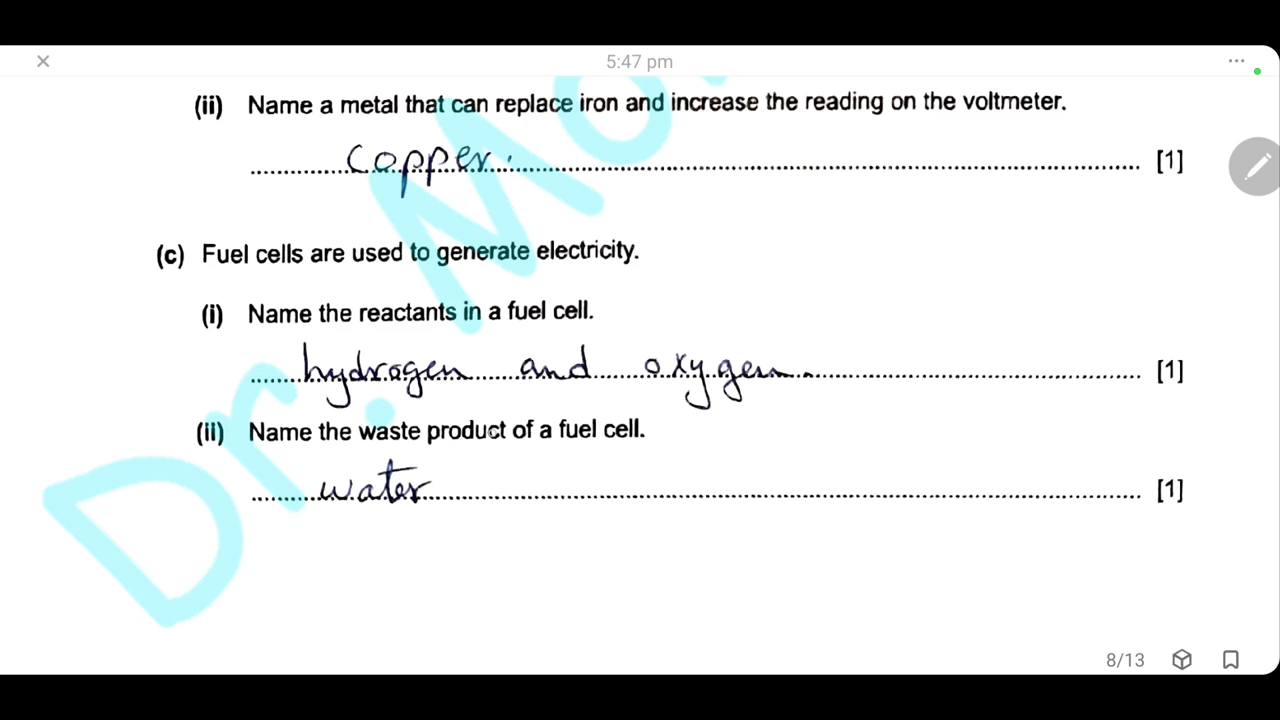 5:47 pm
(ii) Name a metal that can replace iron and increase the reading on the voltmeter.
copper. [1]
(c) Fuel cells are used to generate electricity.
(i) Name the reactants in a fuel cell.
hydrogen and oxygen. [1]
(ii) Name the waste product of a fuel cell.
water [1]
Dr. Mo
8/13